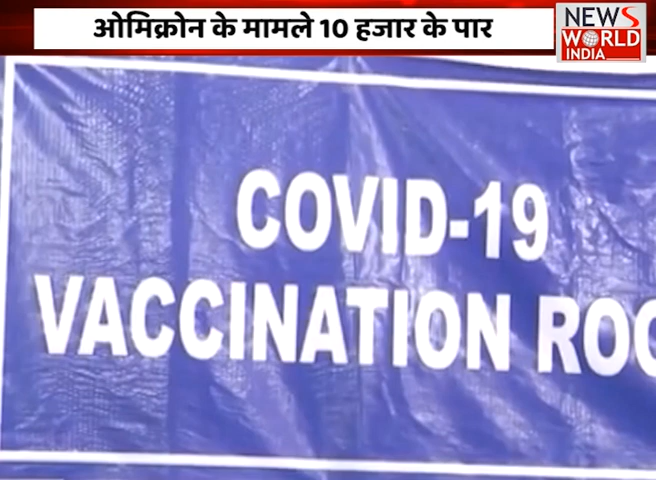 ओमिक्रोन के मामले 10 हजार के पार
NEWS
WORLD
INDIA
COVID-19
VACCINATION ROO